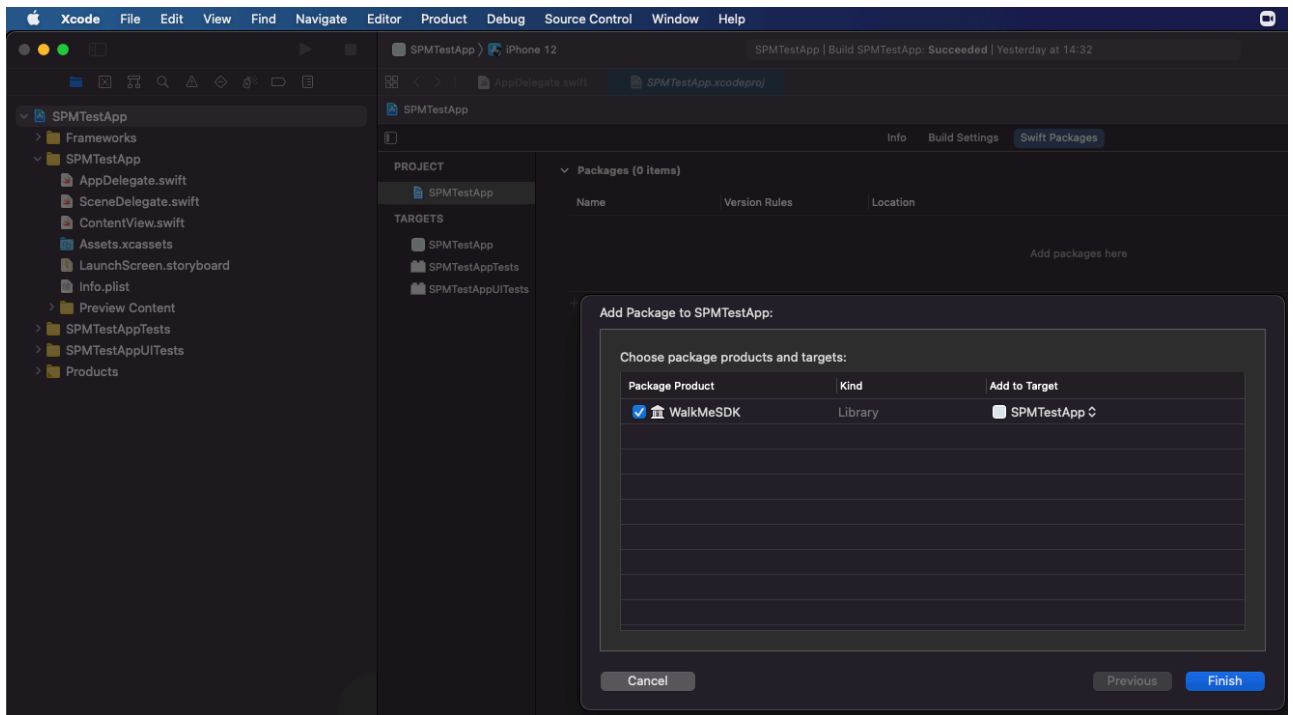 Xcode File Edit View Find Navigate Editor Product Debug Source Control Window Help
SPMTestApp 〉 iPhone 12
SPMTestApp | Build SPMTestApp: Succeeded | Yesterday at 14:32
AppDelegate.swift
SPMTestApp.xcodeproj
SPMTestApp
SPMTestApp
Frameworks
SPMTestApp
AppDelegate.swift
SceneDelegate.swift
ContentView.swift
Assets.xcassets
LaunchScreen.storyboard
Info.plist
Preview Content
SPMTestAppTests
SPMTestAppUITests
Products
Info Build Settings Swift Packages
PROJECT
SPMTestApp
TARGETS
SPMTestApp
SPMTestAppTests
SPMTestAppUITests
Packages (0 items)
Name Version Rules Location
Add packages here
Add Package to SPMTestApp:
Choose package products and targets:
Package Product Kind Add to Target
WalkMeSDK Library SPMTestApp
Cancel Previous Finish